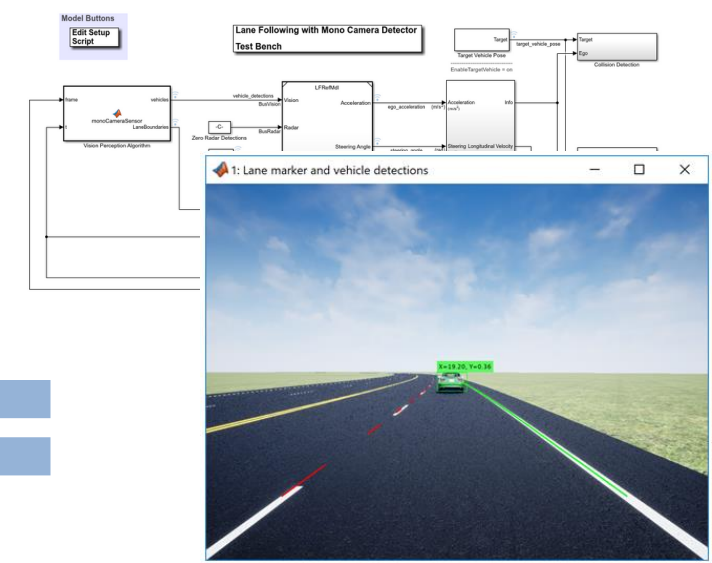 Model Buttons
Edit Setup
Script
Lane Following with Mono Camera Detector
Test Bench
Target
Target Vehicle Pose
target_vehicle_pose
EnableTargetVehicle = on
Target
Ego
Collision Detection
frame
vehicles
monoCameraSensor
t
LaneBoundaries
Vision Perception Algorithm
vehicle_detections
BusVision
-C-
Zero Radar Detections
BusRadar
LFRefMdl
Vision
Acceleration
Radar
Steering Angle
ego_acceleration
(m/s²)
Acceleration
(m/s²)
Info
Steering
Longitudinal Velocity
1: Lane marker and vehicle detections
X=19.20, Y=0.36